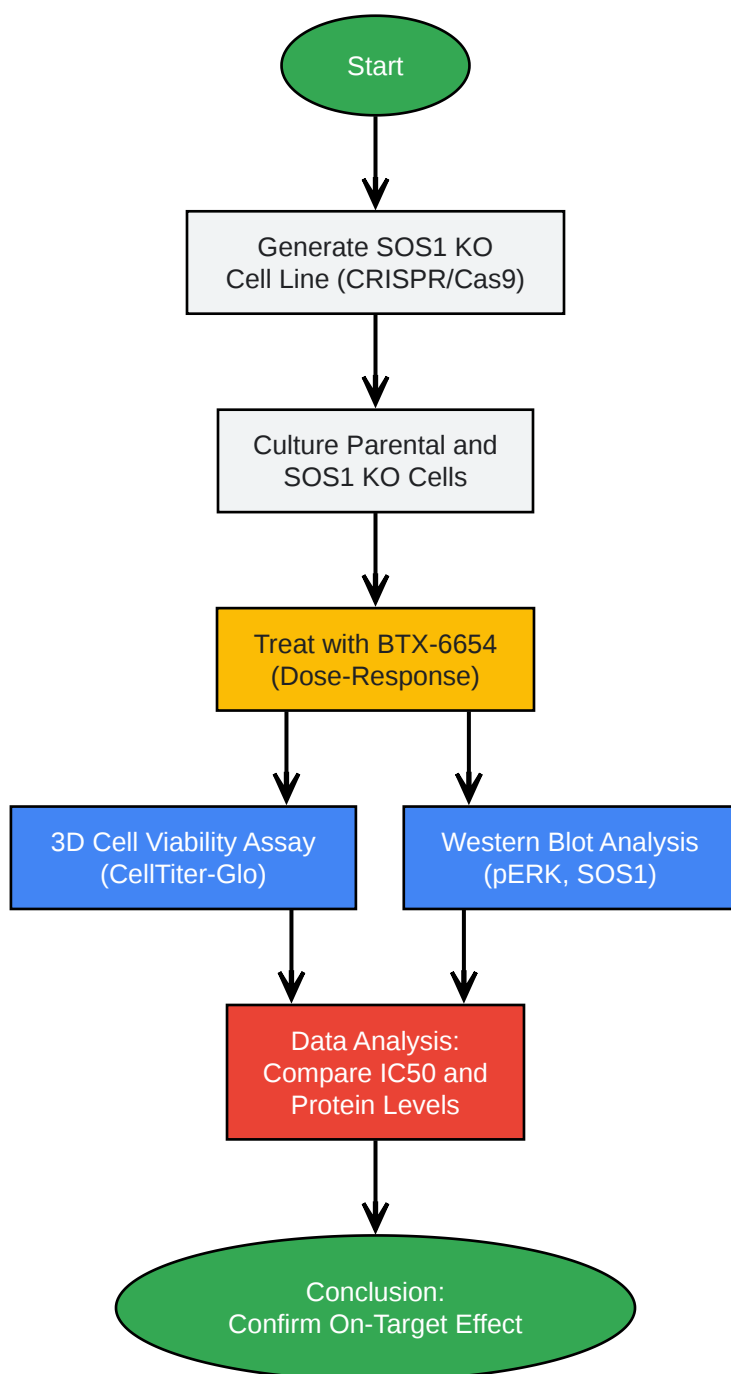 Start
Generate SOS1 KO
Cell Line (CRISPR/Cas9)
Culture Parental and
SOS1 KO Cells
Treat with BTX-6654
(Dose-Response)
3D Cell Viability Assay
(CellTiter-Glo)
Western Blot Analysis
(pERK, SOS1)
Data Analysis:
Compare IC50 and
Protein Levels
Conclusion:
Confirm On-Target Effect